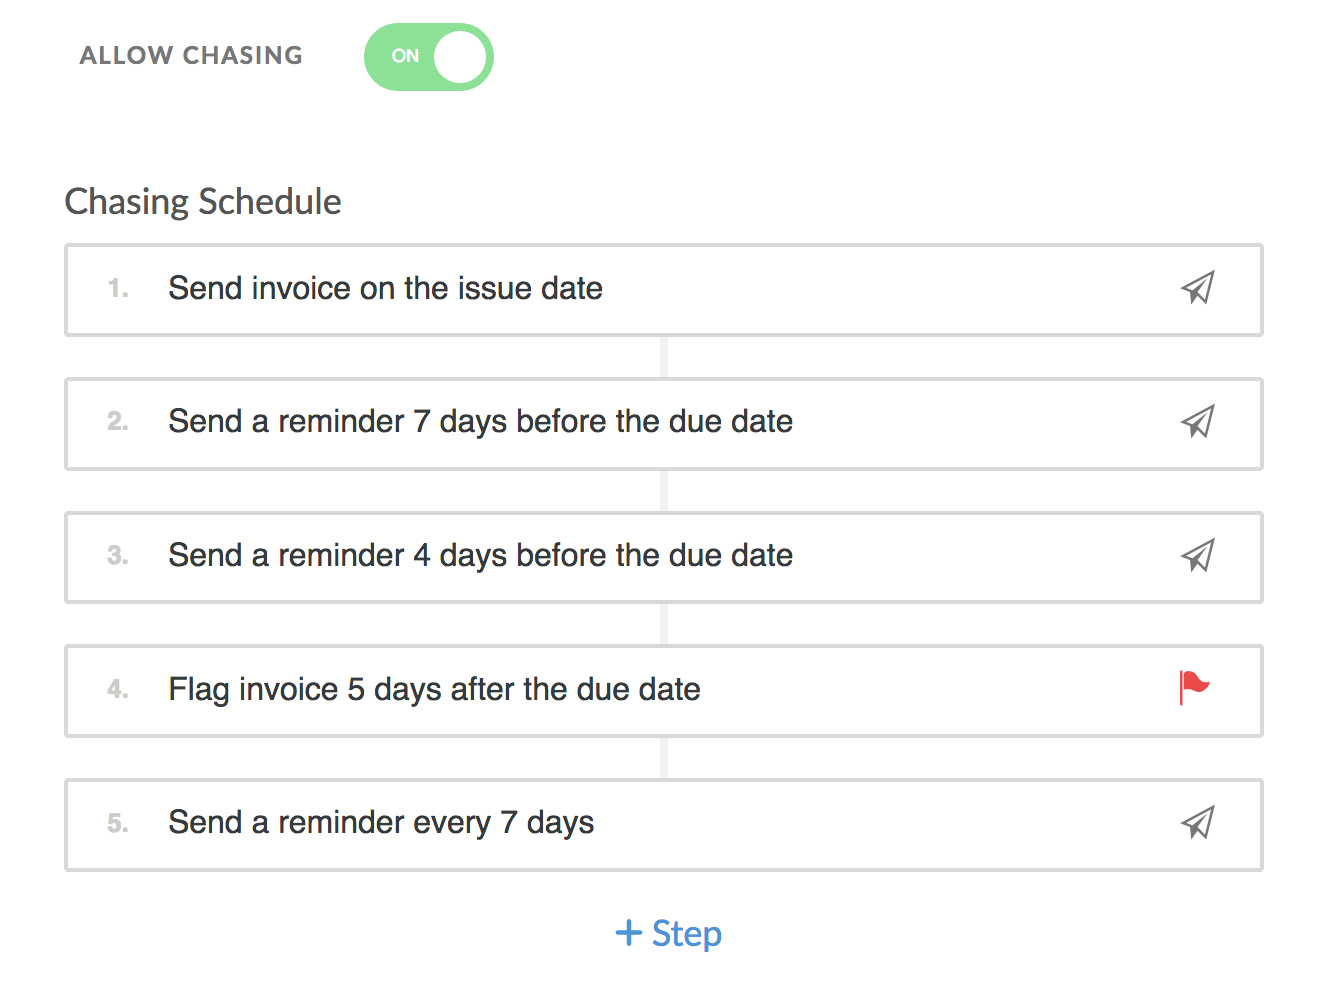 ALLOW CHASING ON
Chasing Schedule
1. Send invoice on the issue date
2. Send a reminder 7 days before the due date
3. Send a reminder 4 days before the due date
4. Flag invoice 5 days after the due date
5. Send a reminder every 7 days
+ Step